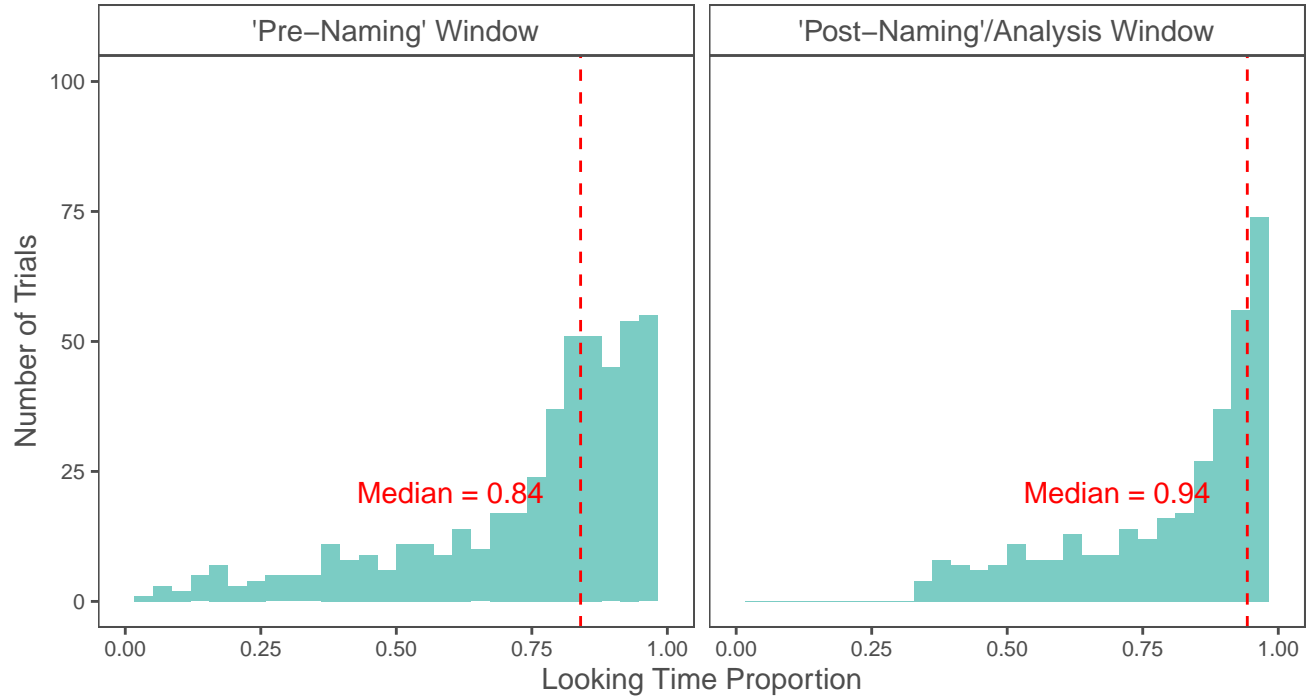 'Pre−Naming' Window
'Post−Naming'/Analysis Window
Number of Trials
100
75
50
25
0
Median = 0.84
Median = 0.94
0.00 0.25 0.50 0.75 1.00
0.00 0.25 0.50 0.75 1.00
Looking Time Proportion